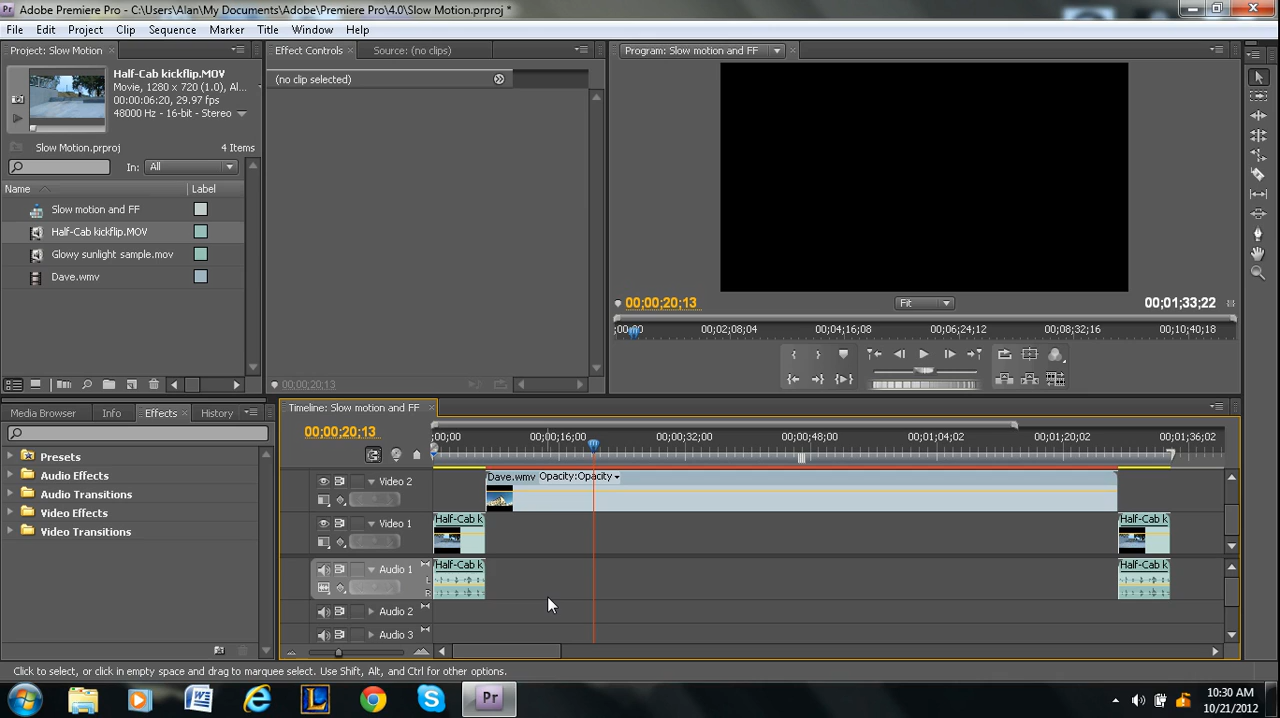 Adobe Premiere Pro - C:\Users\Alan\My Documents\Adobe\Premiere Pro\4.0\Slow Motion.prproj *
File Edit Project Clip Sequence Marker Title Window Help
Project: Slow Motion
Half-Cab kickflip.MOV
Movie, 1280 x 720 (1.0), Al...
00:00:06:20, 29.97 fps
48000 Hz - 16-bit - Stereo
Slow Motion.prproj 4 Items
In: All
Name Label
Slow motion and FF
Half-Cab kickflip.MOV
Glowy sunlight sample.mov
Dave.wmv
Effect Controls Source: (no clips)
(no clip selected)
00;00;20;13
Program: Slow motion and FF
00;00;20;13 Fit 00;01;33;22
;00;00 00;02;08;04 00;04;16;08 00;06;24;12 00;08;32;16 00;10;40;18
Media Browser Info Effects History
Presets
Audio Effects
Audio Transitions
Video Effects
Video Transitions
Timeline: Slow motion and FF
00;00;20;13
;00;00 00;00;16;00 00;00;32;00 00;00;48;00 00;01;04;02 00;01;20;02 00;01;36;02
Video 2 Dave.wmv Opacity:Opacity
Video 1 Half-Cab k Half-Cab k
Audio 1 Half-Cab k Half-Cab k
L
R
Audio 2
Audio 3
Click to select, or click in empty space and drag to marquee select. Use Shift, Alt, and Ctrl for other options.
Pr
10:30 AM
10/21/2012